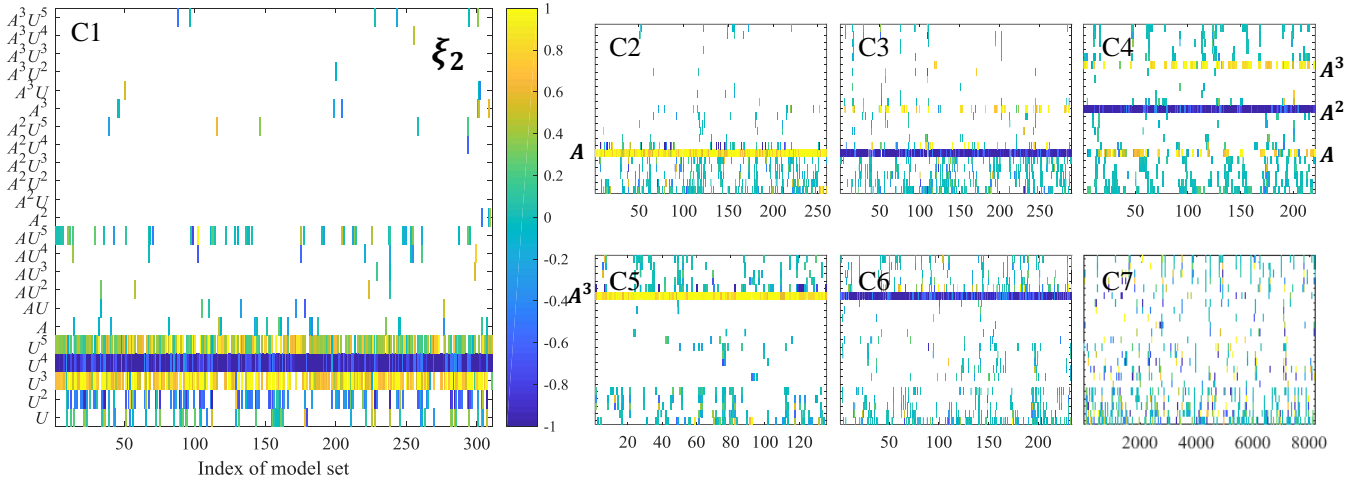 C1
ξ₂
A³U⁵
A³U⁴
A³U³
A³U²
A³U
A³
A²U⁵
A²U⁴
A²U³
A²U²
A²U
A²
AU⁵
AU⁴
AU³
AU²
AU
A
U⁵
U⁴
U³
U²
U
50 100 150 200 250 300
Index of model set
1
0.8
0.6
0.4
0.2
0
-0.2
-0.4
-0.6
-0.8
-1
C2
A
0 50 100 150 200 250
C3
50 100 150 200 250
C4
A³
A²
A
50 100 150 200
C5
A³
20 40 60 80 100 120
C6
50 100 150 200
C7
2000 4000 6000 8000